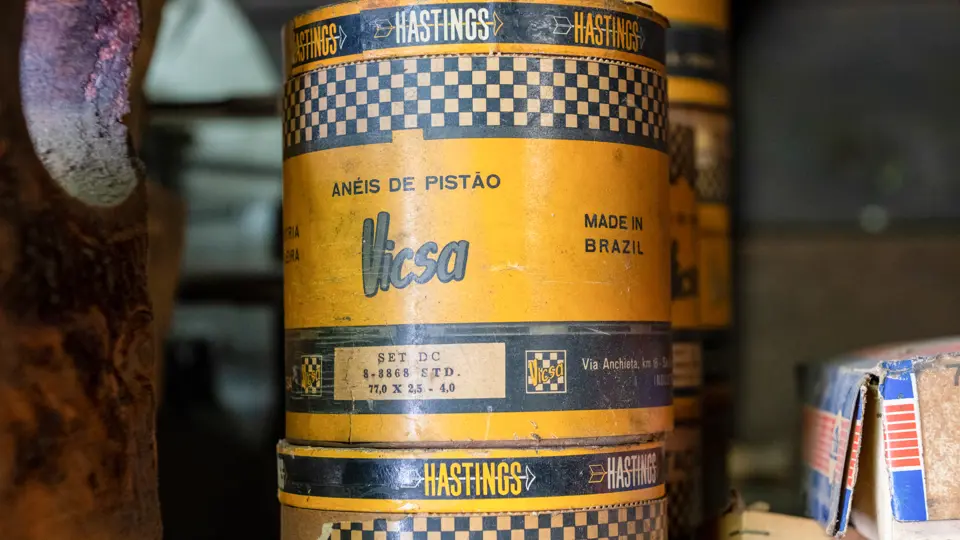 HASTINGS HASTINGS HASTINGS
ANÉIS DE PISTÃO
Vicsa
MADE IN
BRAZIL
SET DC
S-3868 STD.
77,0 X 2,5 - 4,0
Vicsa
Via Anchieta, km
HASTINGS HASTINGS